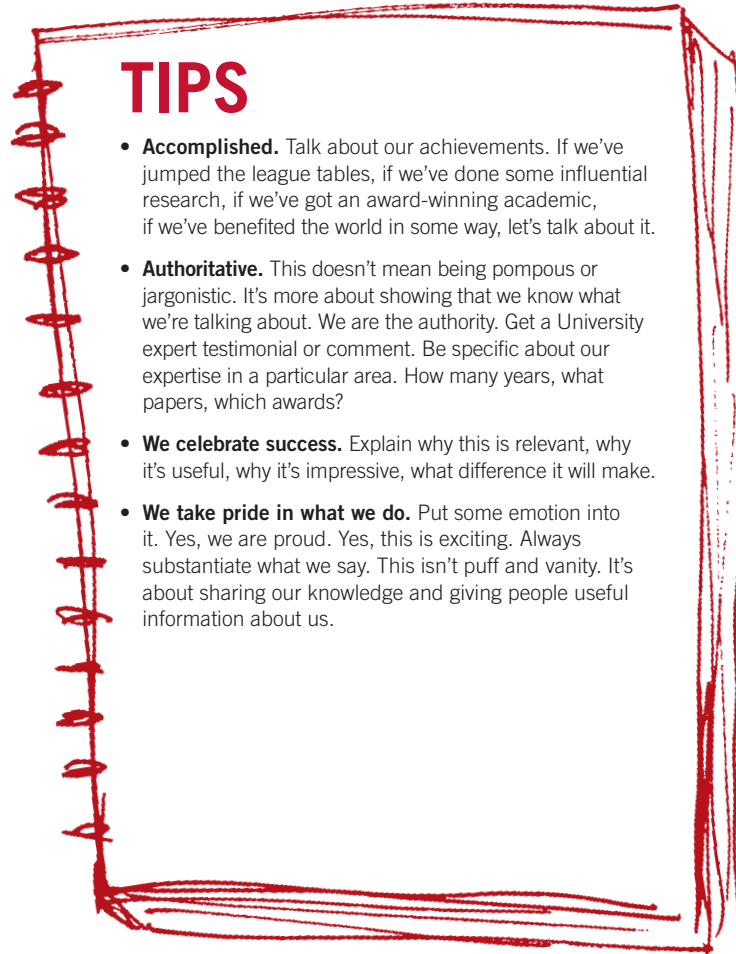 TIPS
• Accomplished. Talk about our achievements. If we’ve
jumped the league tables, if we’ve done some influential
research, if we’ve got an award-winning academic,
if we’ve benefited the world in some way, let’s talk about it.
• Authoritative. This doesn’t mean being pompous or
jargonistic. It’s more about showing that we know what
we’re talking about. We are the authority. Get a University
expert testimonial or comment. Be specific about our
expertise in a particular area. How many years, what
papers, which awards?
• We celebrate success. Explain why this is relevant, why
it’s useful, why it’s impressive, what difference it will make.
• We take pride in what we do. Put some emotion into
it. Yes, we are proud. Yes, this is exciting. Always
substantiate what we say. This isn’t puff and vanity. It’s
about sharing our knowledge and giving people useful
information about us.